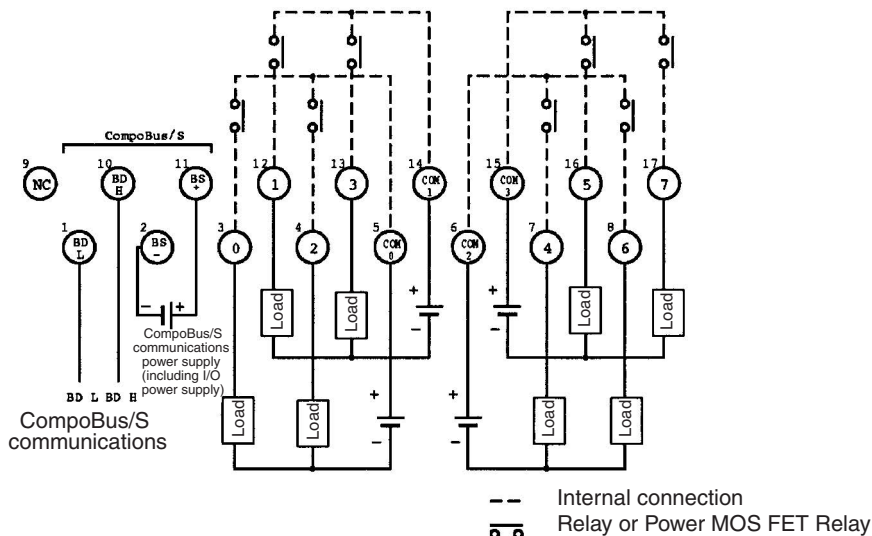 CompoBus/S
9
NC
10
BD
H
11
BS
+
12
1
13
3
14
COM
1
15
COM
3
16
5
17
7
1
BD
L
2
BS
−
3
0
4
2
5
COM
0
6
COM
2
7
4
8
6
− +
CompoBus/S
communications
power supply
(including I/O
power supply)
Load
Load
+
−
+
−
Load
Load
BD L BD H
CompoBus/S
communications
Load
Load
+
−
+
−
Load
Load
Internal connection
Relay or Power MOS FET Relay